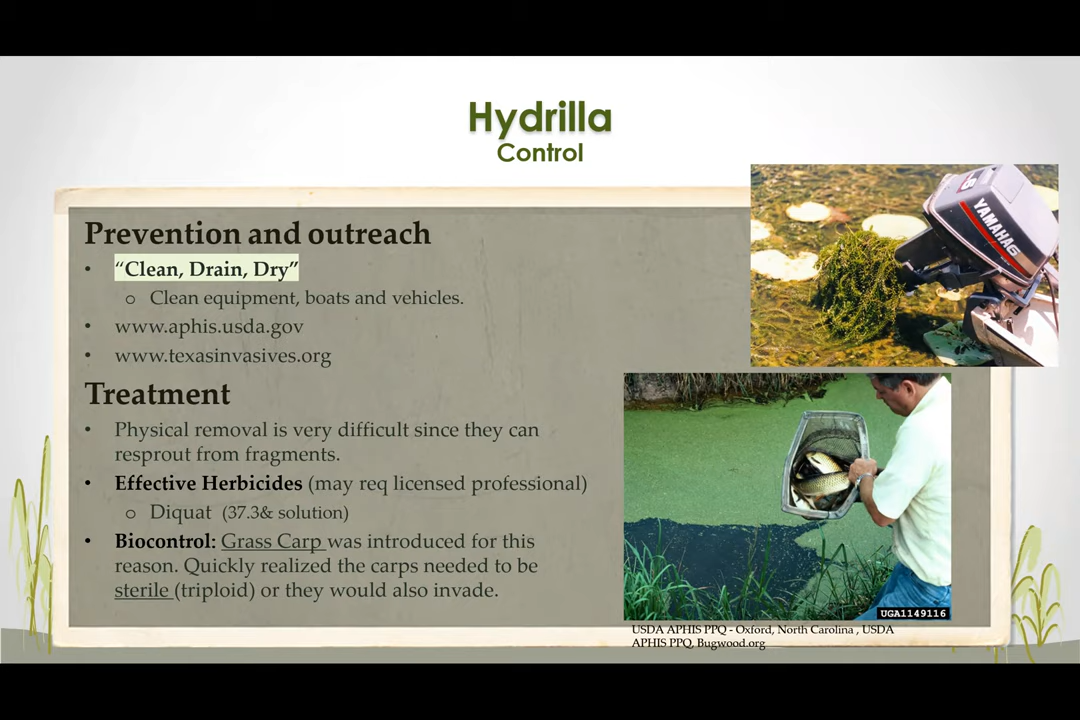 Hydrilla
Control
Prevention and outreach
• “Clean, Drain, Dry”
o Clean equipment, boats and vehicles.
• www.aphis.usda.gov
• www.texasinvasives.org
Treatment
• Physical removal is very difficult since they can
resprout from fragments.
• Effective Herbicides (may req licensed professional)
o Diquat (37.3& solution)
• Biocontrol: Grass Carp was introduced for this
reason. Quickly realized the carps needed to be
sterile (triploid) or they would also invade.
8
YAMAHA
UGA1149116
USDA APHIS PPQ - Oxford, North Carolina , USDA
APHIS PPQ, Bugwood.org